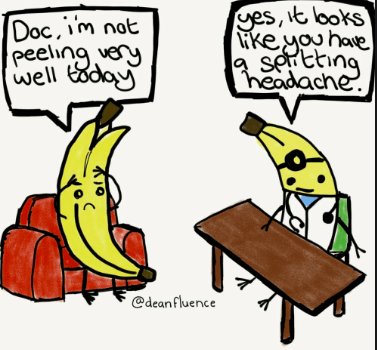 Doc, i'm not
peeling very
well today
yes, it looks
like you have
a splitting
headache.
@deanfluence